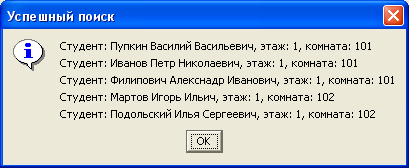 Успешный поиск
Студент: Пупкин Василий Васильевич, этаж: 1, комната: 101
Студент: Иванов Петр Николаевич, этаж: 1, комната: 101
Студент: Филипович Алекснадр Иванович, этаж: 1, комната: 101
Студент: Мартов Игорь Ильич, этаж: 1, комната: 102
Студент: Подольский Илья Сергеевич, этаж: 1, комната: 102
OK